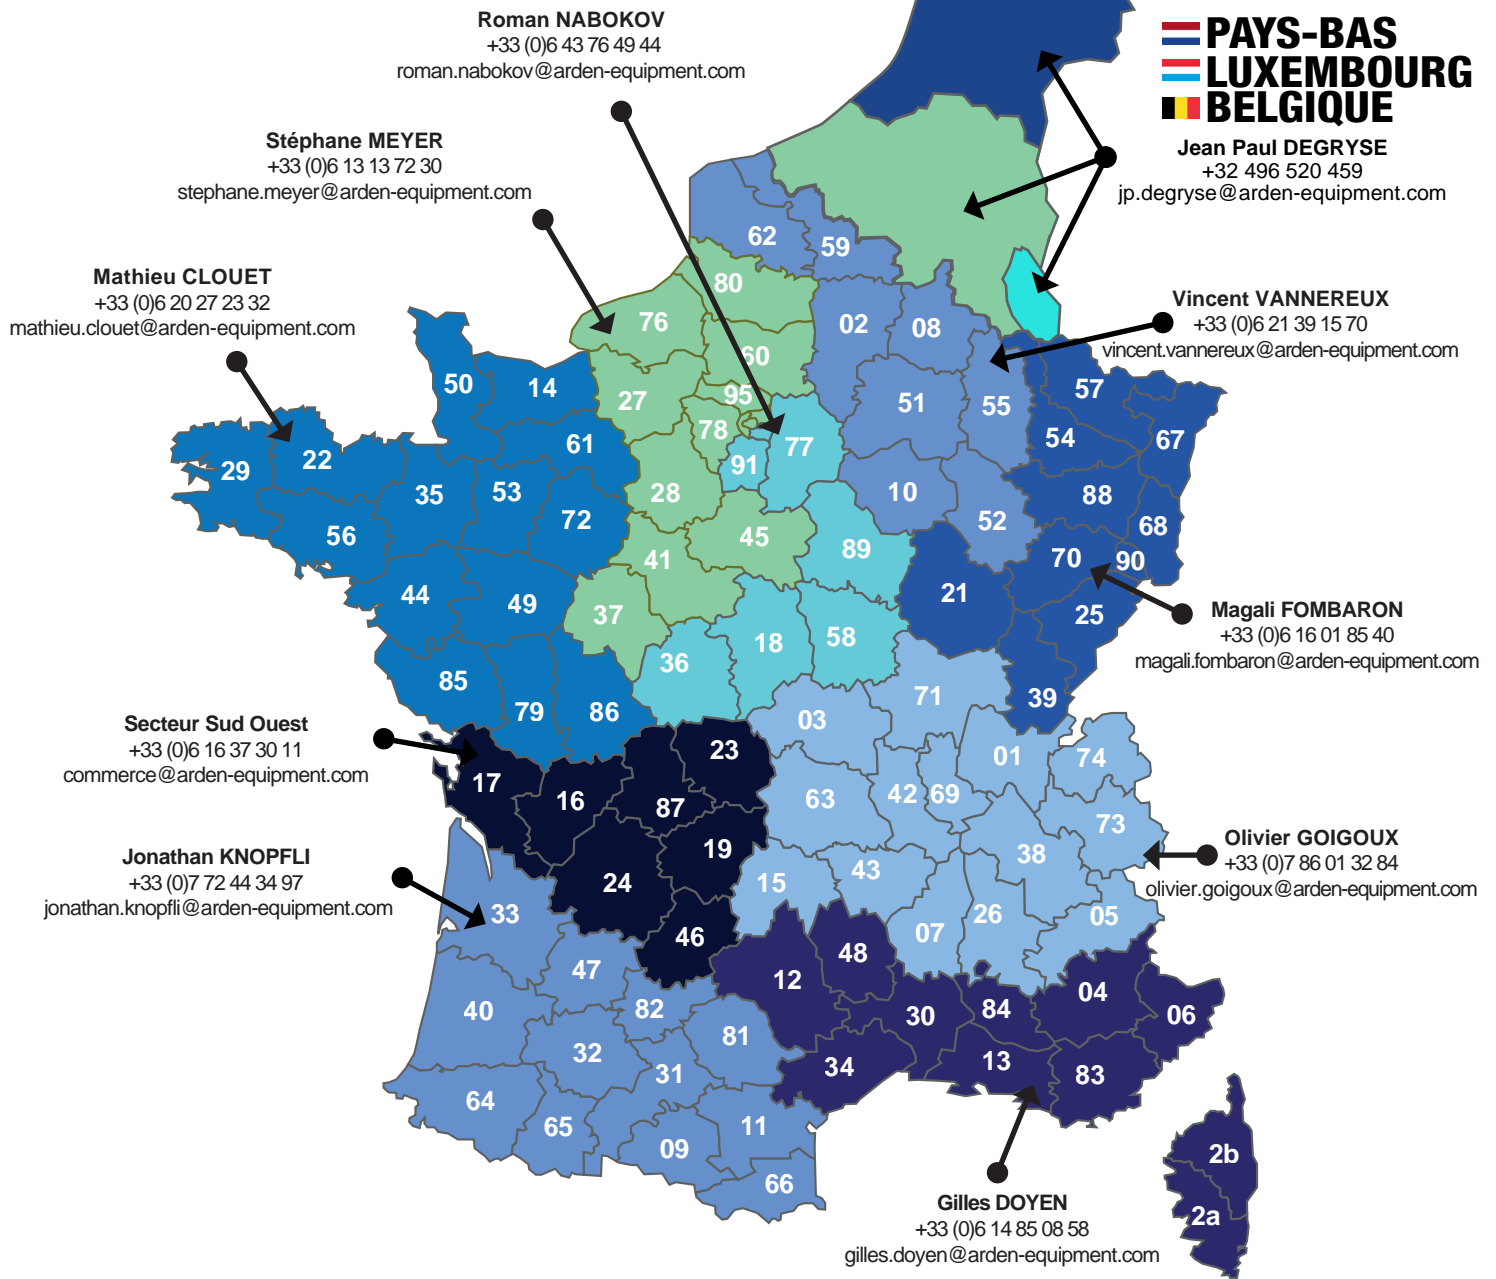 Roman NABOKOV
+33 (0)6 43 76 49 44
roman.nabokov@arden-equipment.com
PAYS-BAS
LUXEMBOURG
BELGIQUE
Jean Paul DEGRYSE
+32 496 520 459
jp.degryse@arden-equipment.com
Stéphane MEYER
+33 (0)6 13 13 72 30
stephane.meyer@arden-equipment.com
Mathieu CLOUET
+33 (0)6 20 27 23 32
mathieu.clouet@arden-equipment.com
Vincent VANNEREUX
+33 (0)6 21 39 15 70
vincent.vannereux@arden-equipment.com
62
59
80
76
02
08
60
50
14
27
95
51
55
57
78
61
77
54
67
91
29
22
35
53
28
10
88
72
52
68
56
45
41
89
70
90
44
49
37
21
25
Magali FOMBARON
+33 (0)6 16 01 85 40
magali.fombaron@arden-equipment.com
18
58
36
85
79
86
71
39
03
Secteur Sud Ouest
+33 (0)6 16 37 30 11
commerce@arden-equipment.com
23
01
74
17
16
87
63
42
69
73
Jonathan KNOPFLI
+33 (0)7 72 44 34 97
jonathan.knopfli@arden-equipment.com
Olivier GOIGOUX
+33 (0)7 86 01 32 84
olivier.goigoux@arden-equipment.com
19
38
24
15
43
33
26
05
46
07
47
12
48
04
40
82
30
84
06
81
32
34
13
83
31
64
65
11
09
66
2b
2a
Gilles DOYEN
+33 (0)6 14 85 08 58
gilles.doyen@arden-equipment.com